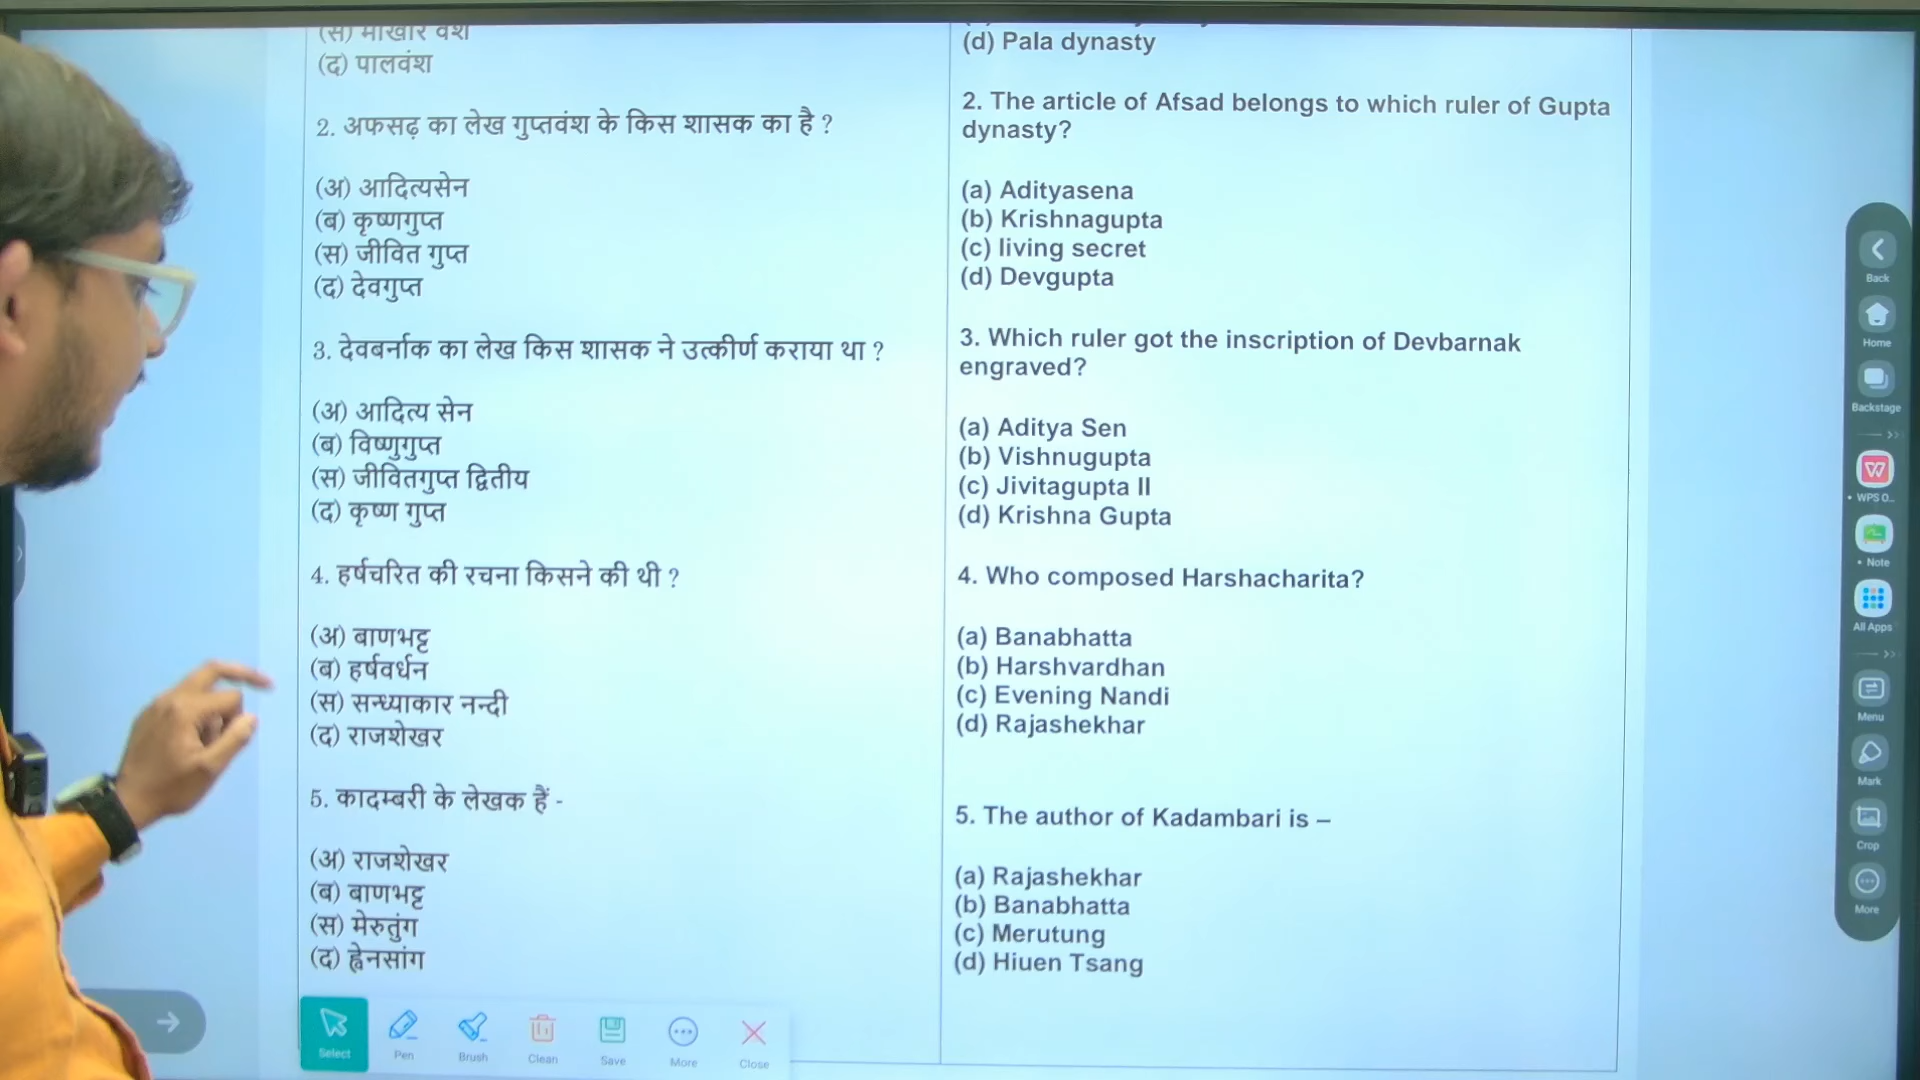 (स) मौखरि वंश
(द) पालवंश
2. अफसढ़ का लेख गुप्तवंश के किस शासक का है ?
(अ) आदित्यसेन
(ब) कृष्णगुप्त
(स) जीवित गुप्त
(द) देवगुप्त
3. देवबर्नाक का लेख किस शासक ने उत्कीर्ण कराया था ?
(अ) आदित्य सेन
(ब) विष्णुगुप्त
(स) जीवितगुप्त द्वितीय
(द) कृष्ण गुप्त
4. हर्षचरित की रचना किसने की थी ?
(अ) बाणभट्ट
(ब) हर्षवर्धन
(स) सन्ध्याकार नन्दी
(द) राजशेखर
5. कादम्बरी के लेखक हैं -
(अ) राजशेखर
(ब) बाणभट्ट
(स) मेरुतुंग
(द) ह्वेनसांग
(d) Pala dynasty
2. The article of Afsad belongs to which ruler of Gupta
dynasty?
(a) Adityasena
(b) Krishnagupta
(c) living secret
(d) Devgupta
3. Which ruler got the inscription of Devbarnak
engraved?
(a) Aditya Sen
(b) Vishnugupta
(c) Jivitagupta II
(d) Krishna Gupta
4. Who composed Harshacharita?
(a) Banabhatta
(b) Harshvardhan
(c) Evening Nandi
(d) Rajashekhar
5. The author of Kadambari is –
(a) Rajashekhar
(b) Banabhatta
(c) Merutung
(d) Hiuen Tsang
Back
Home
Backstage
WPS O...
Note
All Apps
Menu
Mark
Crop
More
Select
Pen
Brush
Clean
Save
More
Close